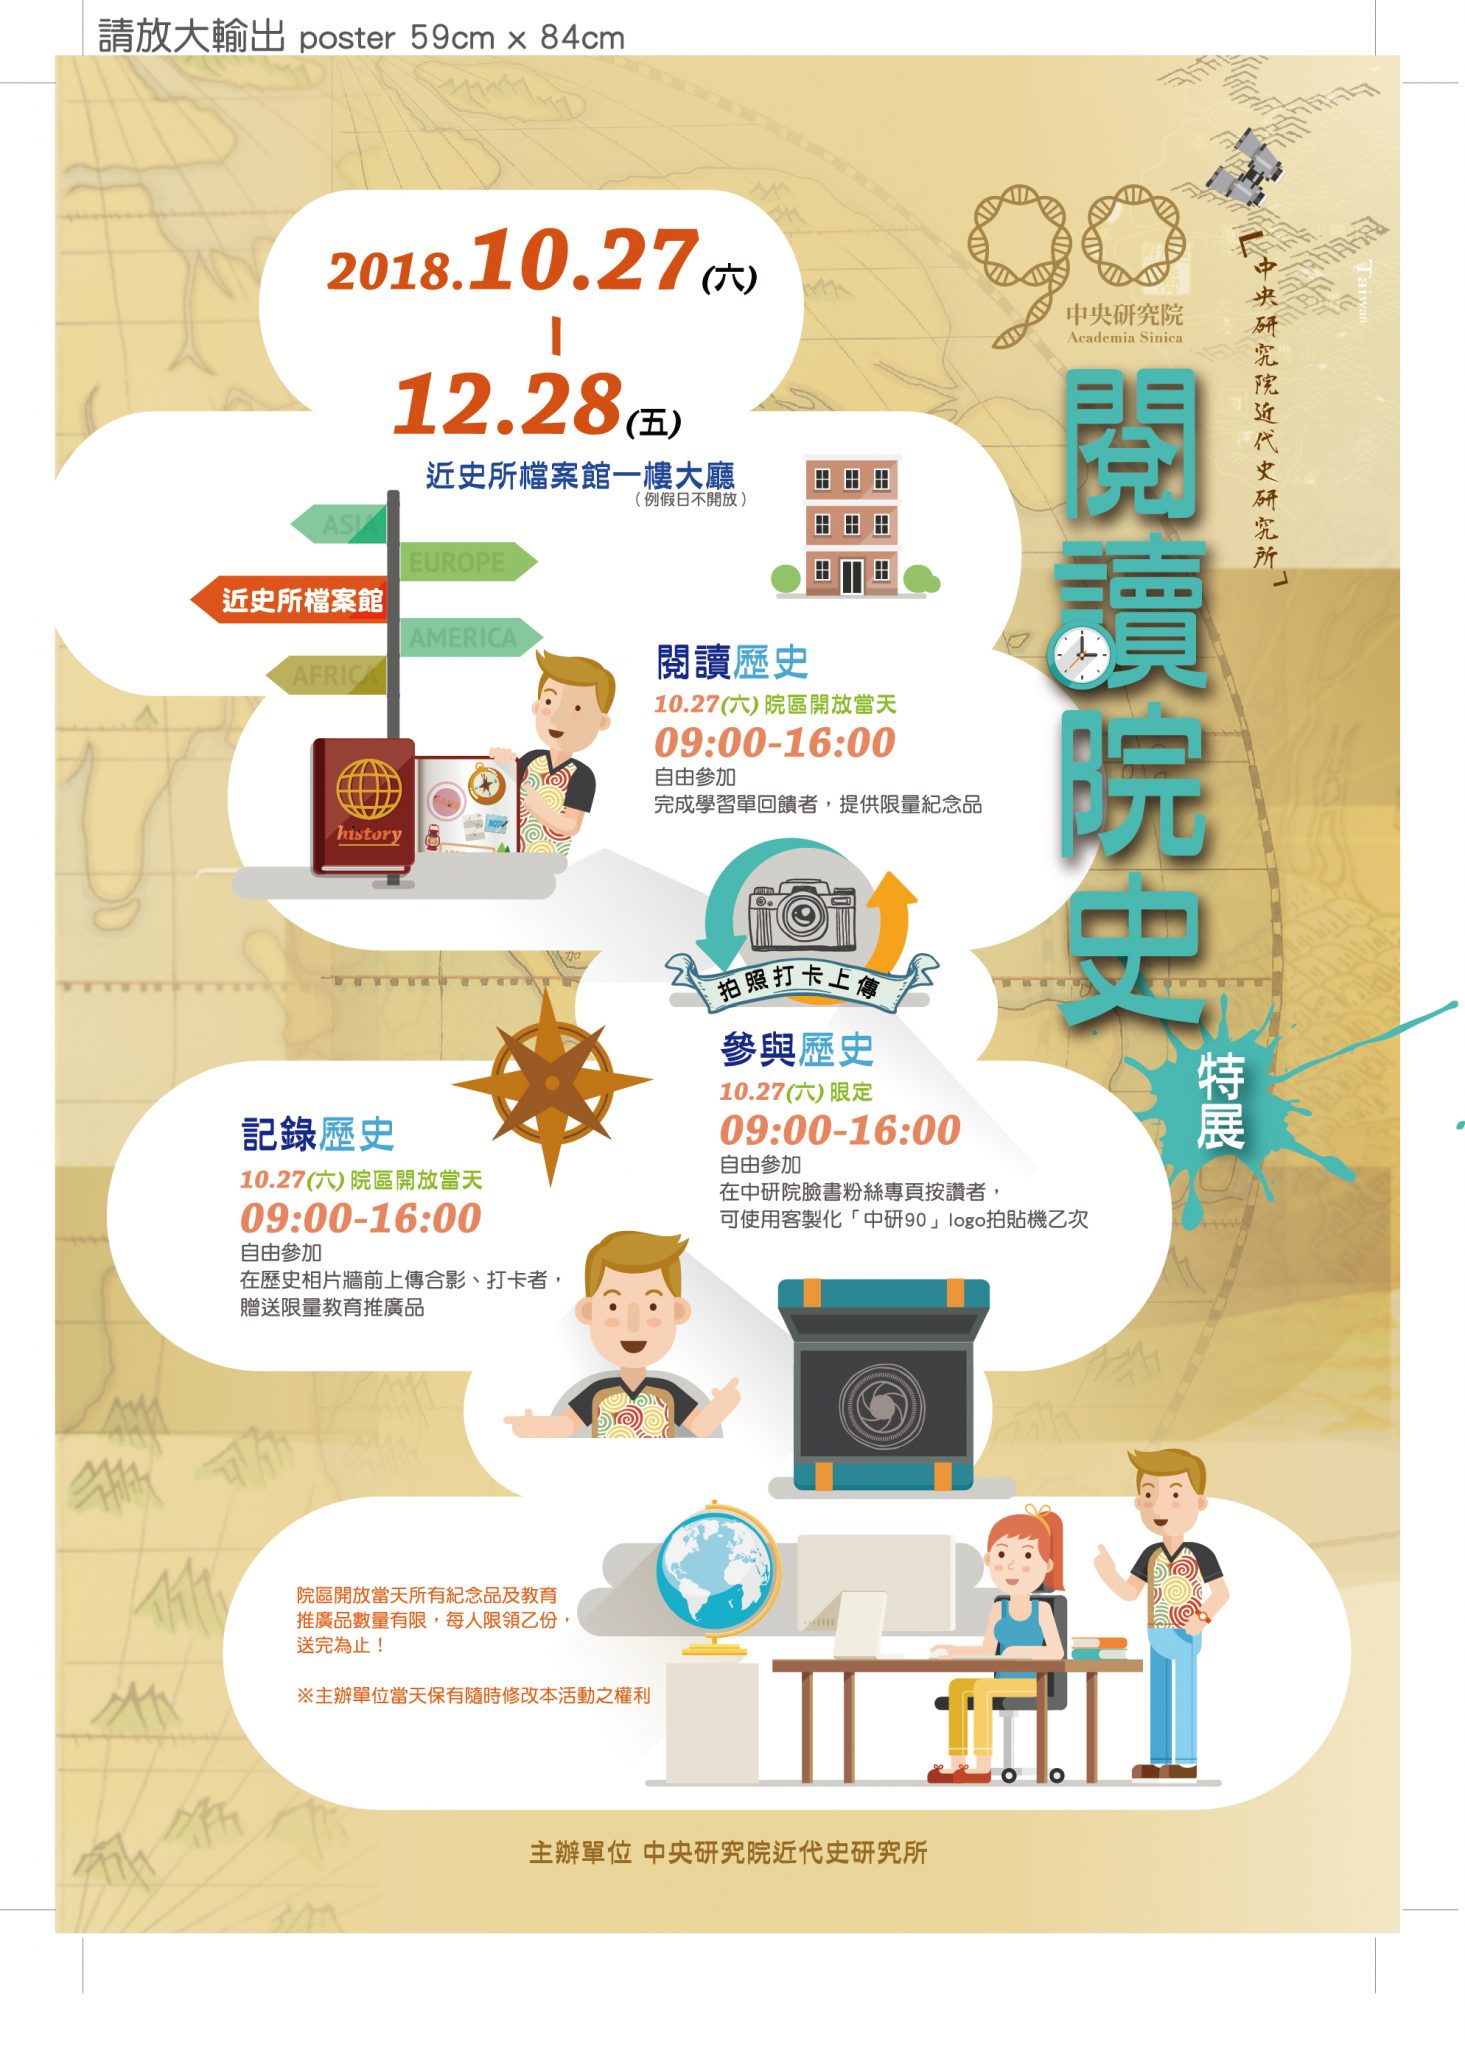 請放大輸出 poster 59cm x 84cm
2018.10.27(六)
12.28(五)
近史所檔案館一樓大廳
（例假日不開放）
中央研究院
Academia Sinica
「中央研究院近代史研究所」
Taiwan
閱讀院史
特展
ASIA
EUROPE
近史所檔案館
AMERICA
AFRICA
history
閱讀歷史
10.27(六)院區開放當天
09:00-16:00
自由參加
完成學習單回饋者，提供限量紀念品
拍照打卡上傳
參與歷史
10.27(六)限定
09:00-16:00
自由參加
在中研院臉書粉絲專頁按讚者，
可使用客製化「中研90」logo拍貼機乙次
記錄歷史
10.27(六)院區開放當天
09:00-16:00
自由參加
在歷史相片牆前上傳合影、打卡者，
贈送限量教育推廣品
院區開放當天所有紀念品及教育
推廣品數量有限，每人限領乙份，
送完為止！
※主辦單位當天保有隨時修改本活動之權利
主辦單位 中央研究院近代史研究所